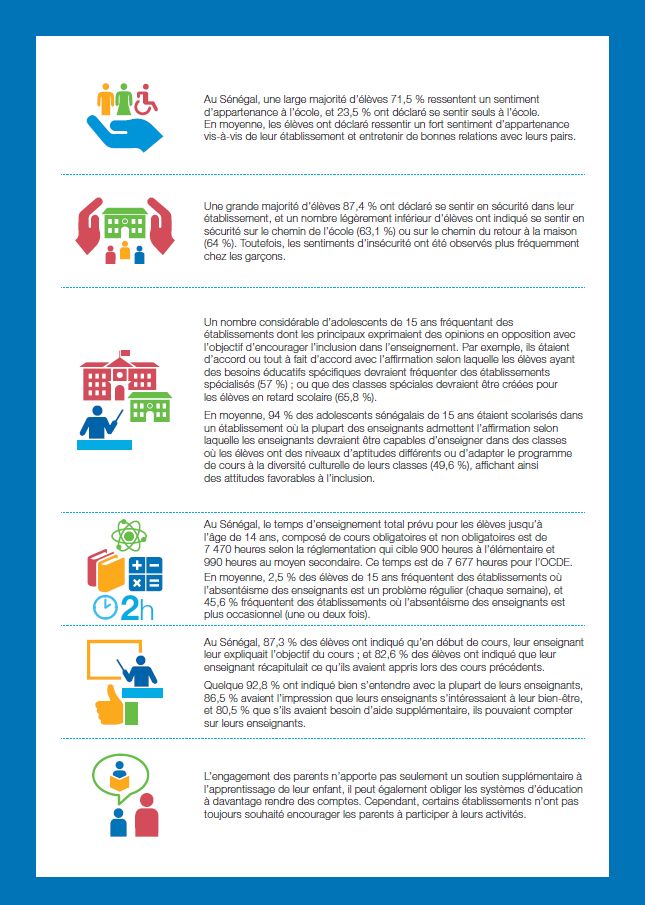 Au Sénégal, une large majorité d'élèves 71,5 % ressentent un sentiment
d'appartenance à l'école, et 23,5 % ont déclaré se sentir seuls à l'école.
En moyenne, les élèves ont déclaré ressentir un fort sentiment d'appartenance
vis-à-vis de leur établissement et entretenir de bonnes relations avec leurs pairs.
Une grande majorité d'élèves 87,4 % ont déclaré se sentir en sécurité dans leur
établissement, et un nombre légèrement inférieur d'élèves ont indiqué se sentir en
sécurité sur le chemin de l'école (63,1 %) ou sur le chemin du retour à la maison
(64 %). Toutefois, les sentiments d'insécurité ont été observés plus fréquemment
chez les garçons.
Un nombre considérable d'adolescents de 15 ans fréquentant des
établissements dont les principaux exprimaient des opinions en opposition avec
l'objectif d'encourager l'inclusion dans l'enseignement. Par exemple, ils étaient
d'accord ou tout à fait d'accord avec l'affirmation selon laquelle les élèves ayant
des besoins éducatifs spécifiques devraient fréquenter des établissements
spécialisés (57 %) ; ou que des classes spéciales devraient être créées pour
les élèves en retard scolaire (65,8 %).
En moyenne, 94 % des adolescents sénégalais de 15 ans étaient scolarisés dans
un établissement où la plupart des enseignants admettent l'affirmation selon
laquelle les enseignants devraient être capables d'enseigner dans des classes
où les élèves ont des niveaux d'aptitudes différents ou d'adapter le programme
de cours à la diversité culturelle de leurs classes (49,6 %), affichant ainsi
des attitudes favorables à l'inclusion.
Au Sénégal, le temps d'enseignement total prévu pour les élèves jusqu'à
l'âge de 14 ans, composé de cours obligatoires et non obligatoires est de
7 470 heures selon la réglementation qui cible 900 heures à l'élémentaire et
990 heures au moyen secondaire. Ce temps est de 7 677 heures pour l'OCDE.
En moyenne, 2,5 % des élèves de 15 ans fréquentent des établissements où
l'absentéisme des enseignants est un problème régulier (chaque semaine), et
45,6 % fréquentent des établissements où l'absentéisme des enseignants est
plus occasionnel (une ou deux fois).
2h
Au Sénégal, 87,3 % des élèves ont indiqué qu'en début de cours, leur enseignant
leur expliquait l'objectif du cours ; et 82,6 % des élèves ont indiqué que leur
enseignant récapitulait ce qu'ils avaient appris lors des cours précédents.
Quelque 92,8 % ont indiqué bien s'entendre avec la plupart de leurs enseignants,
86,5 % avaient l'impression que leurs enseignants s'intéressaient à leur bien-être,
et 80,5 % que s'ils avaient besoin d'aide supplémentaire, ils pouvaient compter
sur leurs enseignants.
L'engagement des parents n'apporte pas seulement un soutien supplémentaire à
l'apprentissage de leur enfant, il peut également obliger les systèmes d'éducation
à davantage rendre des comptes. Cependant, certains établissements n'ont pas
toujours souhaité encourager les parents à participer à leurs activités.